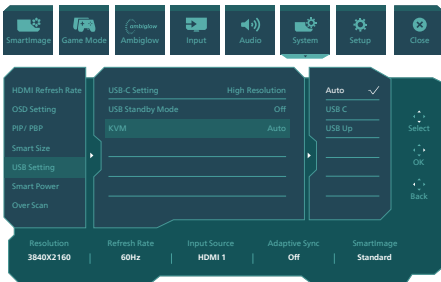 ambiglow
SmartImage Game Mode Ambiglow Input Audio System Setup Close
HDMI Refresh Rate USB-C Setting High Resolution Auto
OSD Setting USB Standby Mode Off USB C
PIP/ PBP KVM Auto USB Up Select
Smart Size
USB Setting OK
Smart Power Back
Over Scan
Resolution Refresh Rate Input Source Adaptive Sync SmartImage
3840X2160 60Hz HDMI 1 Off Standard